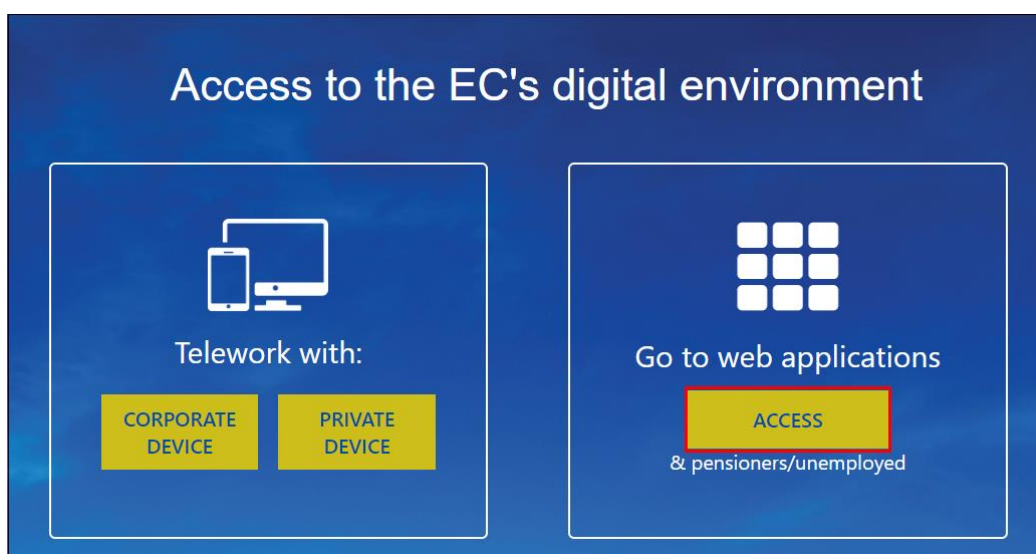 Access to the EC's digital environment
Telework with:
CORPORATE
DEVICE
PRIVATE
DEVICE
Go to web applications
ACCESS
& pensioners/unemployed